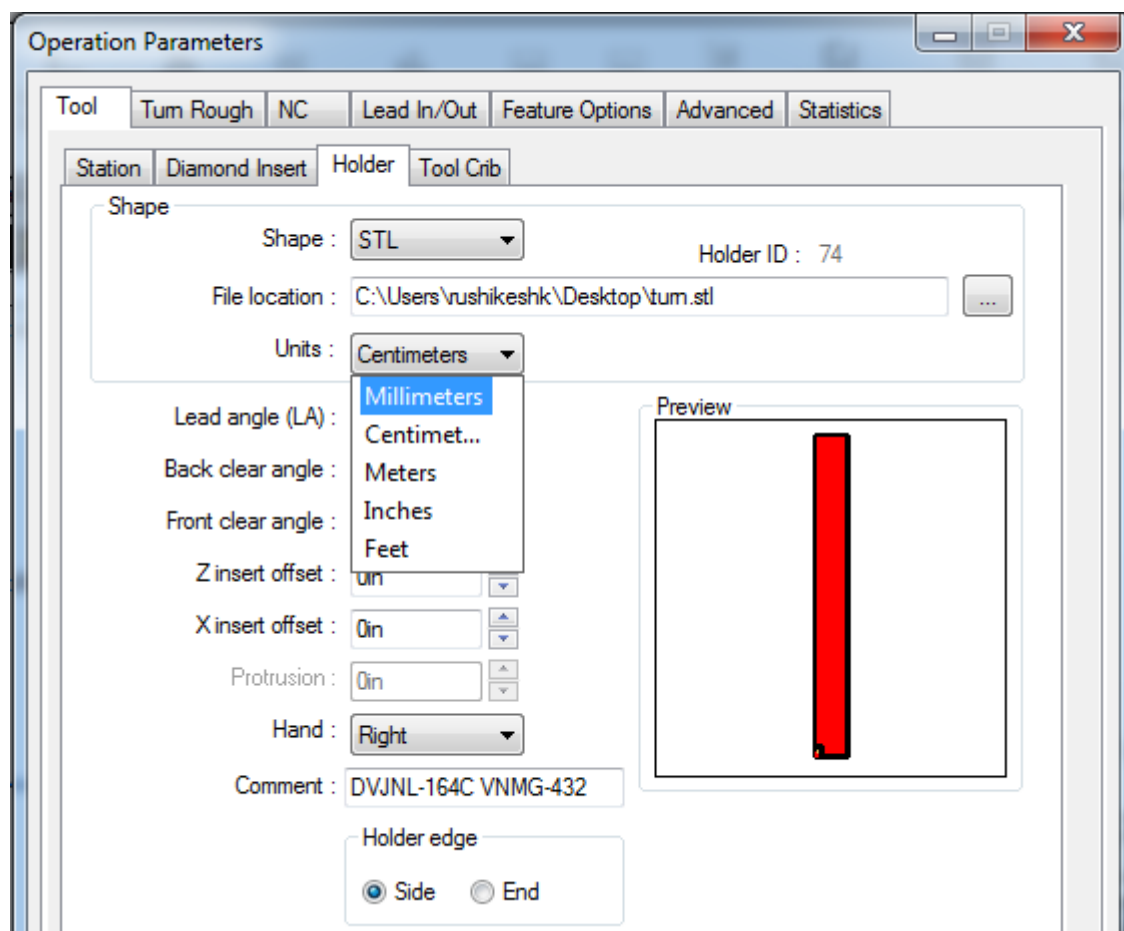 Operation Parameters
Tool Turn Rough NC Lead In/Out Feature Options Advanced Statistics
Station Diamond Insert Holder Tool Crib
Shape
Shape : STL Holder ID : 74
File location : C:\Users\rushikeshk\Desktop\turn.stl ...
Units : Centimeters
Millimeters
Centimet...
Meters
Inches
Feet
Lead angle (LA) :
Back clear angle :
Front clear angle :
Z insert offset : 0in
X insert offset : 0in
Protrusion : 0in
Hand : Right
Comment : DVJNL-164C VNMG-432
Holder edge
Side End
Preview